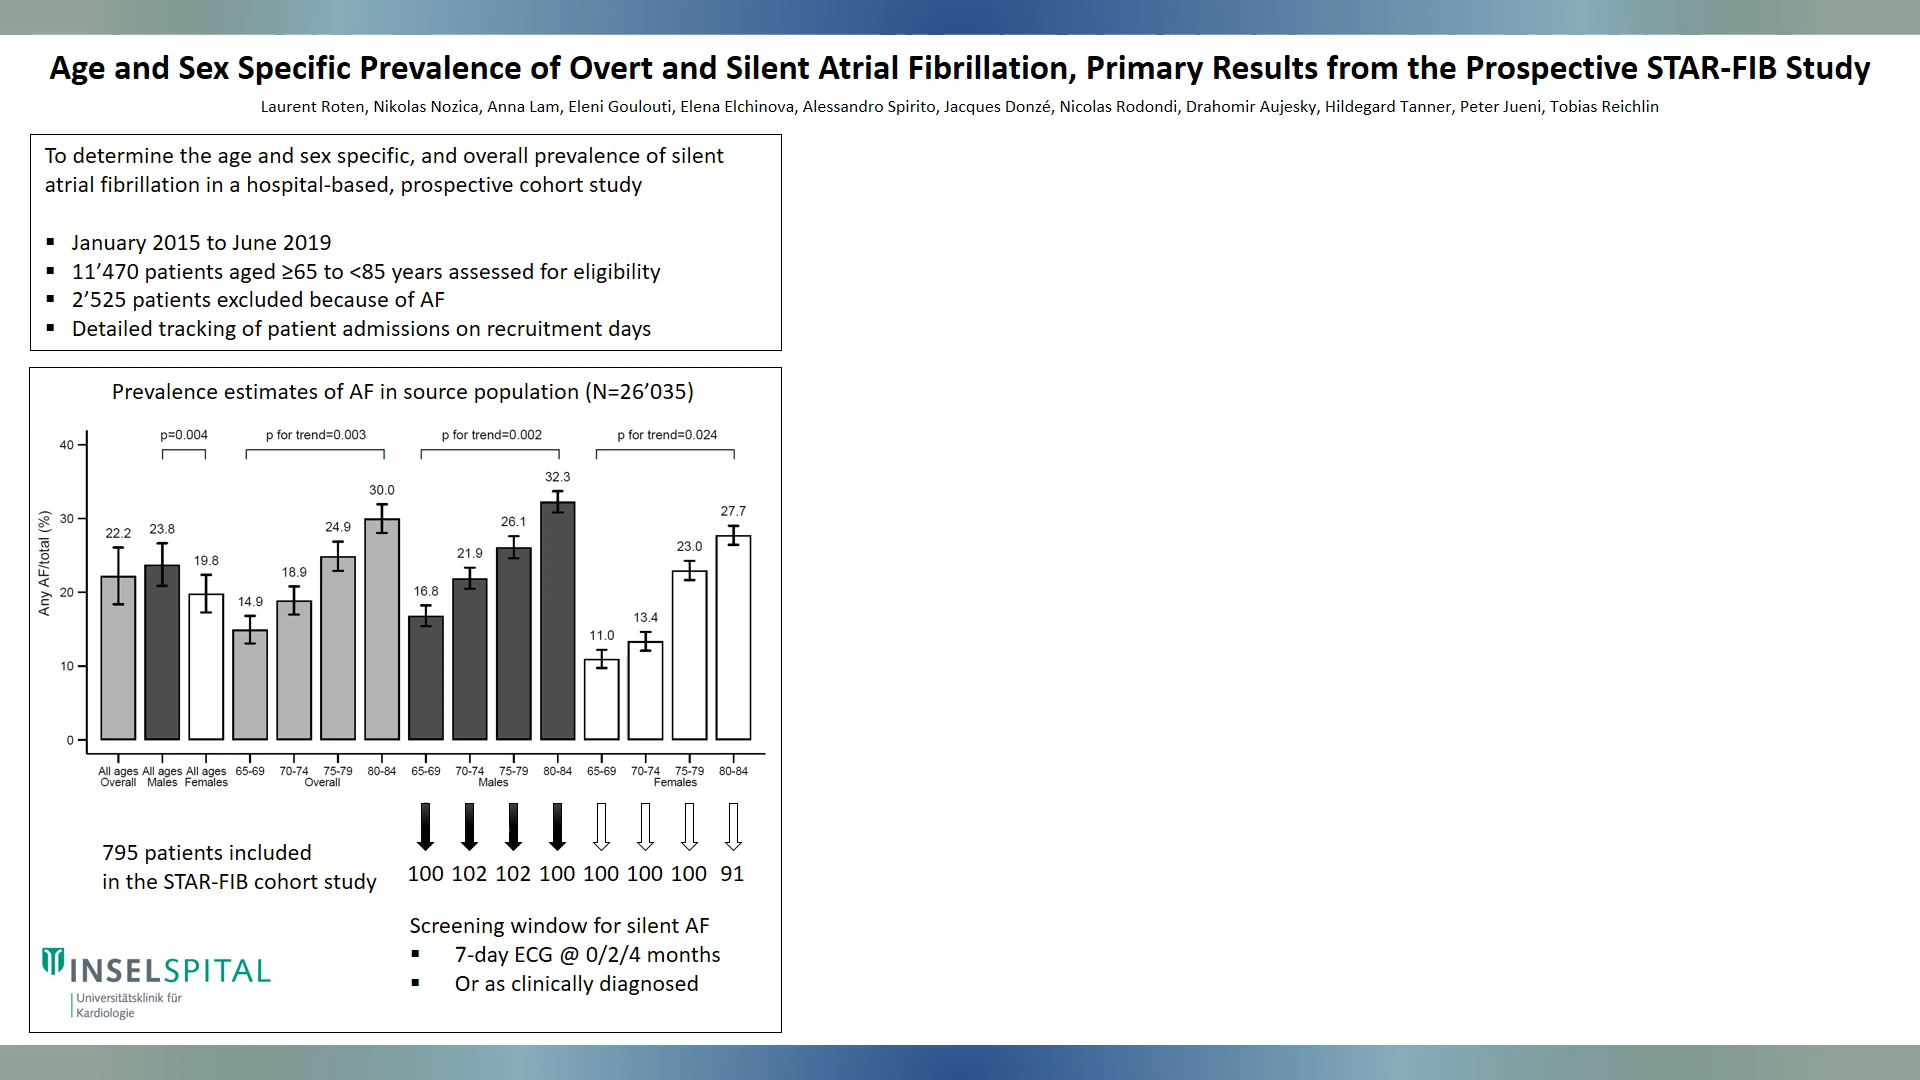 Age and Sex Specific Prevalence of Overt and Silent Atrial Fibrillation, Primary Results from the Prospective STAR-FIB Study
Laurent Roten, Nikolas Nozica, Anna Lam, Eleni Goulouti, Elena Elchinova, Alessandro Spirito, Jacques Donzé, Nicolas Rodondi, Drahomir Aujesky, Hildegard Tanner, Peter Jueni, Tobias Reichlin
To determine the age and sex specific, and overall prevalence of silent
atrial fibrillation in a hospital-based, prospective cohort study
▪ January 2015 to June 2019
▪ 11’470 patients aged ≥65 to <85 years assessed for eligibility
▪ 2’525 patients excluded because of AF
▪ Detailed tracking of patient admissions on recruitment days
Prevalence estimates of AF in source population (N=26’035)
p=0.004 p for trend=0.003 p for trend=0.002 p for trend=0.024
Any AF/total (%)
40
30
20
10
0
22.2 23.8 19.8 14.9 18.9 24.9 30.0 16.8 21.9 26.1 32.3 11.0 13.4 23.0 27.7
All ages All ages All ages 65-69 70-74 75-79 80-84 65-69 70-74 75-79 80-84 65-69 70-74 75-79 80-84
Overall Males Females Overall Males Females
795 patients included
in the STAR-FIB cohort study
100 102 102 100 100 100 100 91
Screening window for silent AF
▪ 7-day ECG @ 0/2/4 months
▪ Or as clinically diagnosed
INSELSPITAL
Universitätsklinik für
Kardiologie